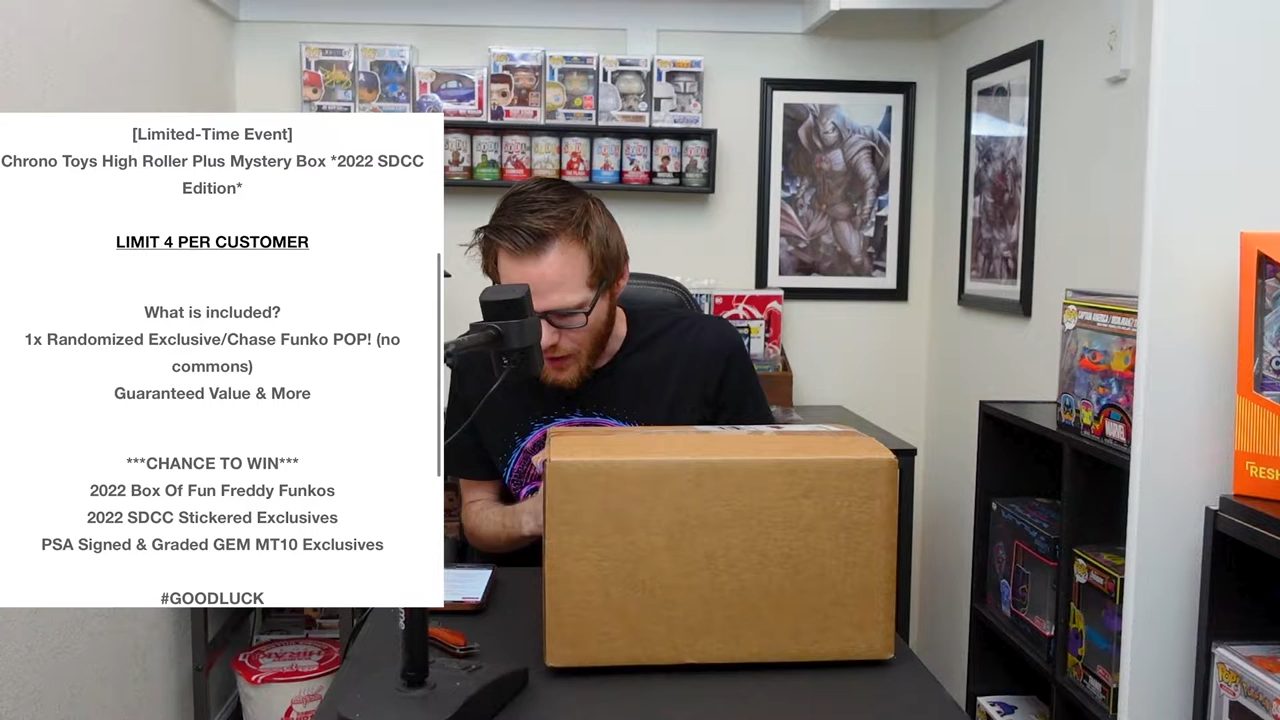 [Limited-Time Event]
Chrono Toys High Roller Plus Mystery Box *2022 SDCC
Edition*
LIMIT 4 PER CUSTOMER
What is included?
1x Randomized Exclusive/Chase Funko POP! (no
commons)
Guaranteed Value & More
***CHANCE TO WIN***
2022 Box Of Fun Freddy Funkos
2022 SDCC Stickered Exclusives
PSA Signed & Graded GEM MT10 Exclusives
#GOODLUCK
MARVEL
RESH